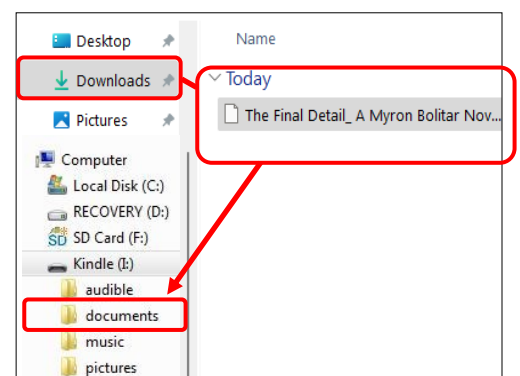 Desktop
Downloads
Pictures
Computer
Local Disk (C:)
RECOVERY (D:)
SD Card (F:)
Kindle (I:)
audible
documents
music
pictures
Name
Today
The Final Detail_ A Myron Bolitar Nov...